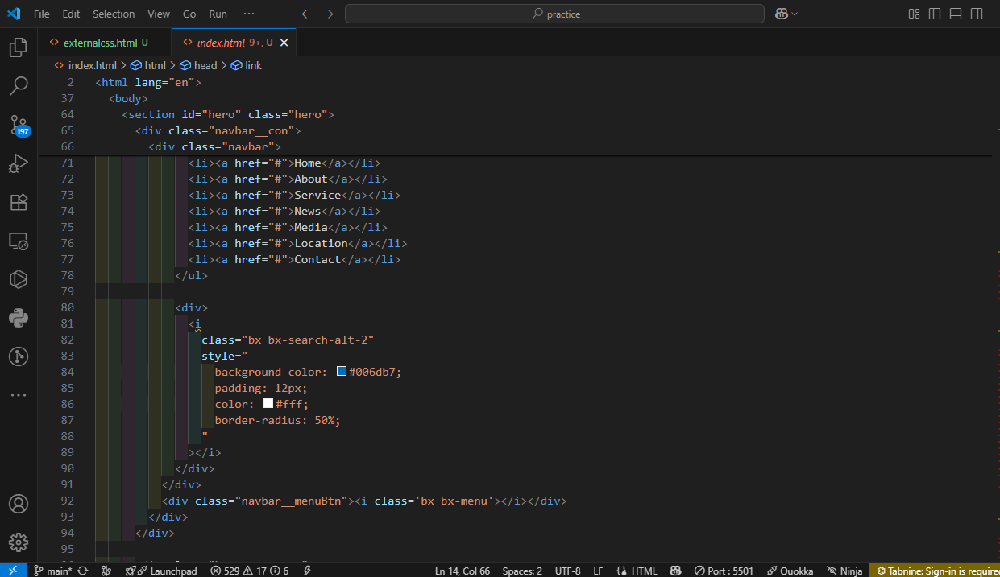 File Edit Selection View Go Run ··· practice
externalcss.html U index.html 9+, U
index.html > html > head > link
2 <html lang="en">
37 <body>
64 <section id="hero" class="hero">
65 <div class="navbar__con">
66 <div class="navbar">
71 <li><a href="#">Home</a></li>
72 <li><a href="#">About</a></li>
73 <li><a href="#">Service</a></li>
74 <li><a href="#">News</a></li>
75 <li><a href="#">Media</a></li>
76 <li><a href="#">Location</a></li>
77 <li><a href="#">Contact</a></li>
78 </ul>
79
80 <div>
81 <i
82 class="bx bx-search-alt-2"
83 style="
84 background-color: #006db7;
85 padding: 12px;
86 color: #fff;
87 border-radius: 50%;
88 "
89 ></i>
90 </div>
91 </div>
92 <div class="navbar__menuBtn"><i class='bx bx-menu'></i></div>
93 </div>
94 </div>
95
197
main* Launchpad 529 17 6 Ln 14, Col 66 Spaces: 2 UTF-8 LF HTML Port : 5501 Quokka Ninja Tabnine: Sign-in is require